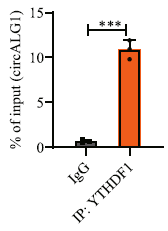 % of input (circALG1)
15
10
5
0
***
IgG
IP: YTHDF1